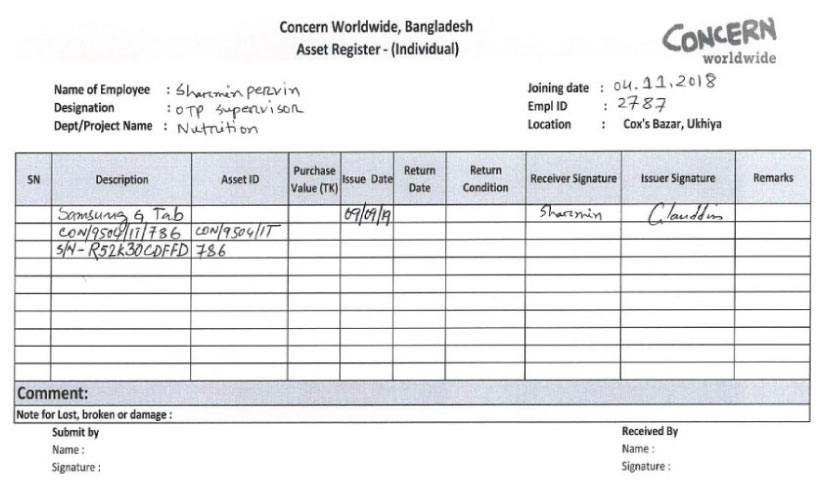 Concern Worldwide, Bangladesh
Asset Register - (Individual)
CONCERN
worldwide
Name of Employee : Sharmin pervin
Designation : OTP Supervisor
Dept/Project Name : Nutrition
Joining date : 04.11.2018
Empl ID : 2787
Location : Cox's Bazar, Ukhiya
SN Description Asset ID Purchase Value (TK) Issue Date Return Date Return Condition Receiver Signature Issuer Signature Remarks
Samsung G Tab 09/09/19 Sharmin
CON/9504/IT/786 CON/9504/IT
S/N- R52K30CDFFD 786
Comment:
Note for Lost, broken or damage :
Submit by
Name :
Signature :
Received By
Name :
Signature :